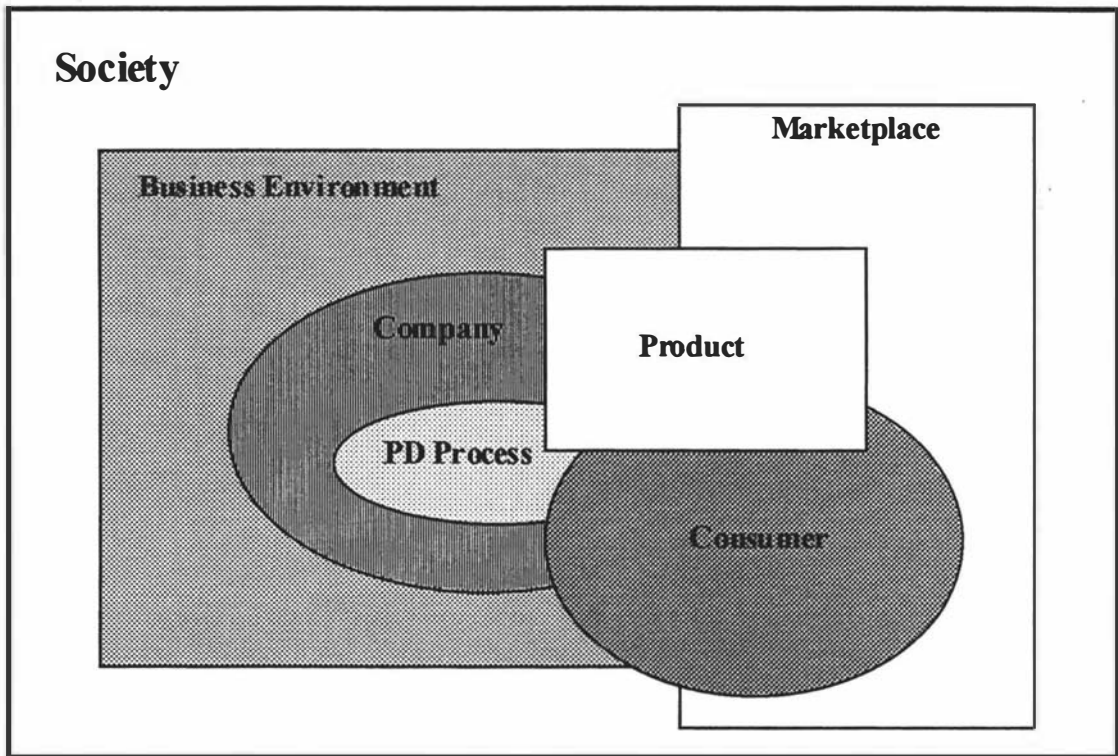 Society
Marketplace
Business Environment
Company
Product
PD Process
Consumer